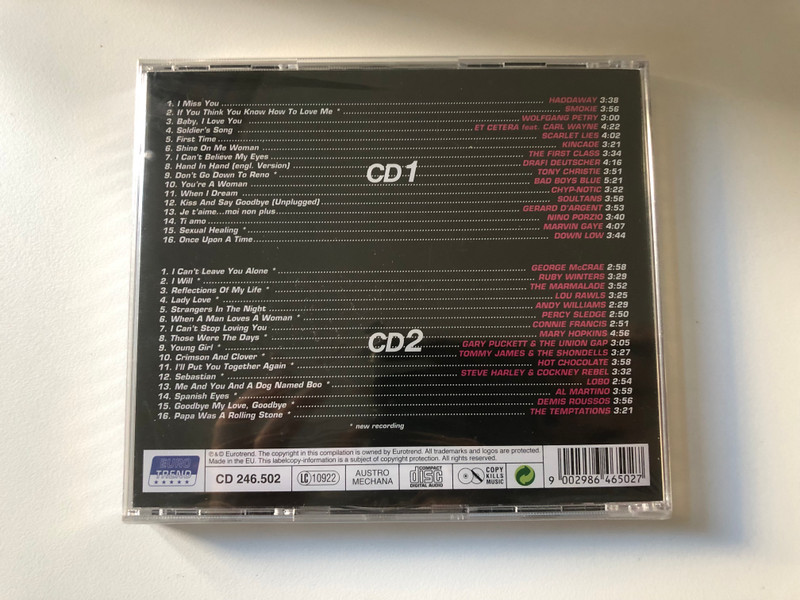 1. I Miss You HADDAWAY 3:38
2. If You Think You Know How To Love Me * SMOKIE 3:56
3. Baby, I Love You WOLFGANG PETRY 3:00
4. Soldier's Song ET CETERA feat. CARL WAYNE 4:22
5. First Time SCARLET LIES 4:02
6. Shine On Me Woman KINCADE 3:21
7. I Can't Believe My Eyes THE FIRST CLASS 3:34
8. Hand In Hand (engl. Version) DRAFI DEUTSCHER 4:16
9. Don't Go Down To Reno * TONY CHRISTIE 3:51
10. You're A Woman BAD BOYS BLUE 5:21
11. When I Dream CHYP-NOTIC 3:22
12. Kiss And Say Goodbye (Unplugged) SOULTANS 3:56
13. Je t'aime...moi non plus GERARD D'ARGENT 3:53
14. Ti amo NINO PORZIO 3:40
15. Sexual Healing * MARVIN GAYE 4:07
16. Once Upon A Time DOWN LOW 3:44
CD1
1. I Can't Leave You Alone * GEORGE McCRAE 2:58
2. I Will * RUBY WINTERS 3:29
3. Reflections Of My Life * THE MARMALADE 3:52
4. Lady Love * LOU RAWLS 3:25
5. Strangers In The Night ANDY WILLIAMS 2:29
6. When A Man Loves A Woman * PERCY SLEDGE 2:50
7. I Can't Stop Loving You CONNIE FRANCIS 2:51
8. Those Were The Days * MARY HOPKINS 4:56
9. Young Girl * GARY PUCKETT & THE UNION GAP 3:05
10. Crimson And Clover * TOMMY JAMES & THE SHONDELLS 3:27
11. I'll Put You Together Again * HOT CHOCOLATE 3:58
12. Sebastian * STEVE HARLEY & COCKNEY REBEL 3:32
13. Me And You And A Dog Named Boo * LOBO 2:54
14. Spanish Eyes * AL MARTINO 3:59
15. Goodbye My Love, Goodbye * DEMIS ROUSSOS 3:56
16. Papa Was A Rolling Stone * THE TEMPTATIONS 3:21
CD2
* new recording
EURO
TREND
℗ & © Eurotrend. The copyright in this compilation is owned by Eurotrend. All trademarks and logos are protected.
Made in the EU. This labelcopy-information is a subject of copyright protection. All rights reserved.
CD 246.502
LC 10922
AUSTRO
MECHANA
COMPACT
disc
DIGITAL AUDIO
COPY
KILLS
MUSIC
9 002986 465027